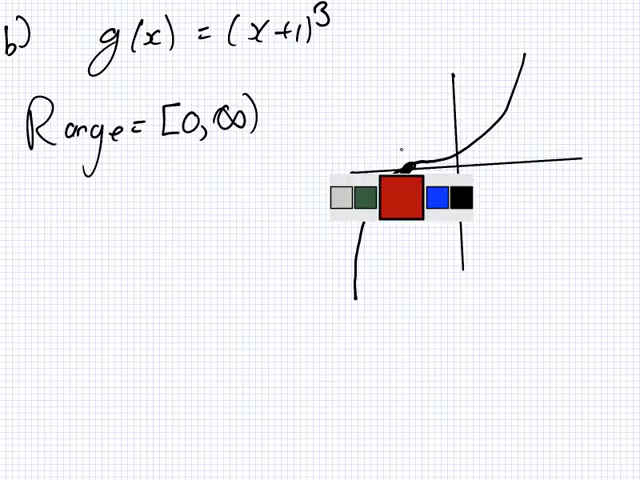 b) g(x) = (x+1)³
Range = [0, ∞)